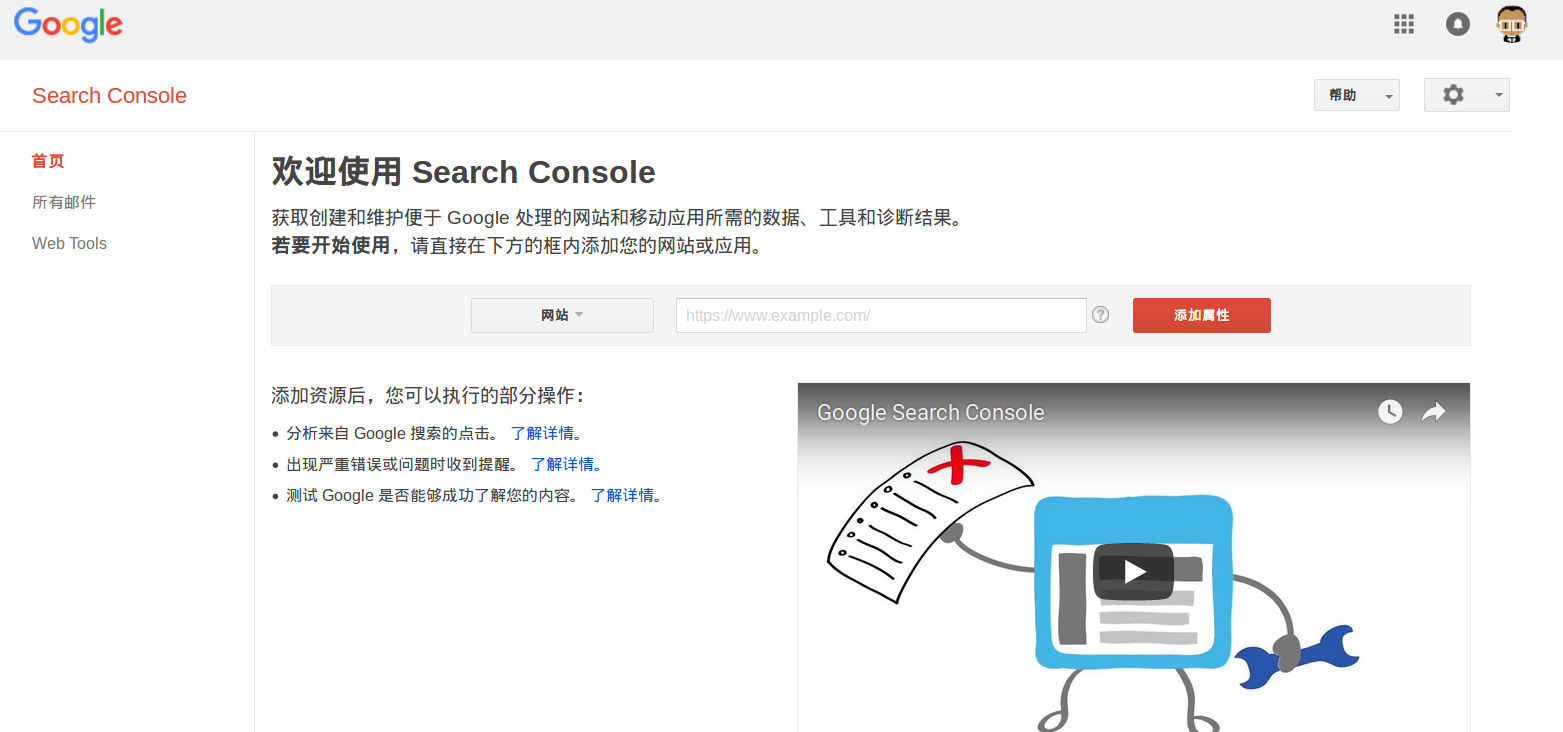 Google
Search Console
帮助
首页
所有邮件
Web Tools
欢迎使用 Search Console
获取创建和维护便于 Google 处理的网站和移动应用所需的数据、工具和诊断结果。
若要开始使用，请直接在下方的框内添加您的网站或应用。
网站
https://www.example.com/
?
添加属性
添加资源后，您可以执行的部分操作：
• 分析来自 Google 搜索的点击。 了解详情。
• 出现严重错误或问题时收到提醒。 了解详情。
• 测试 Google 是否能够成功了解您的内容。 了解详情。
Google Search Console